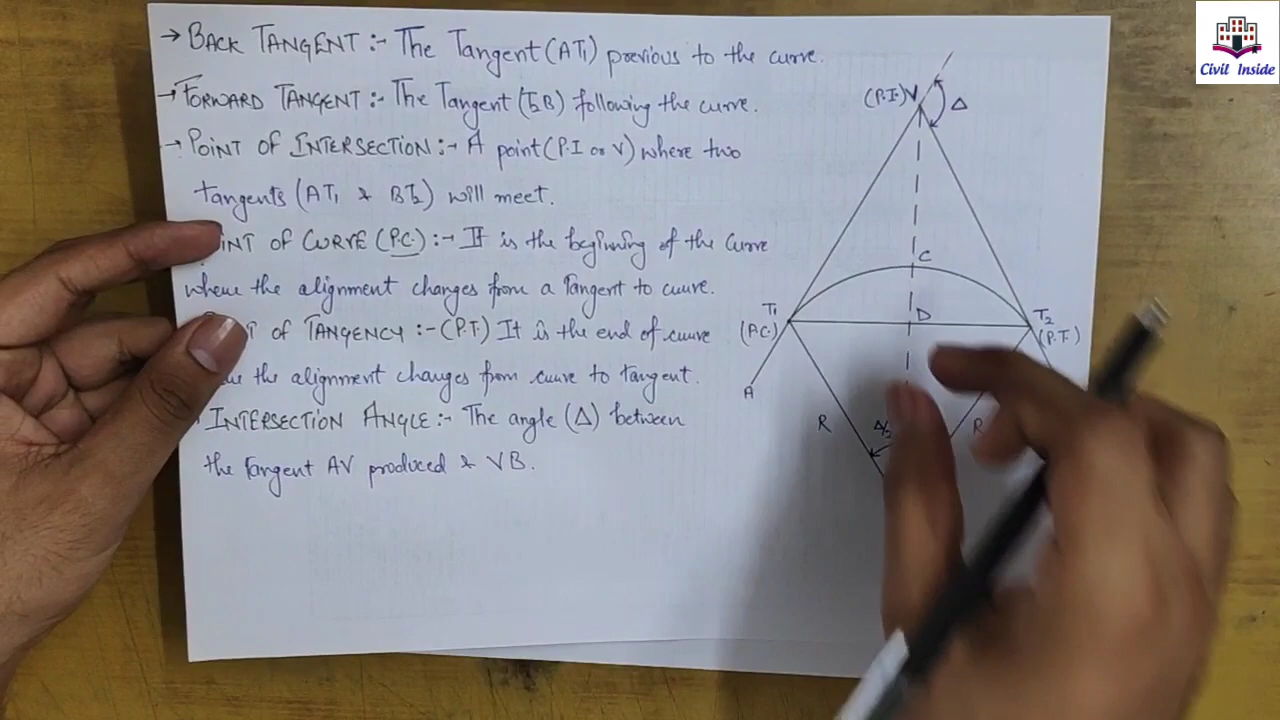 → BACK TANGENT :- The Tangent (AT1) previous to the curve.
→ FORWARD TANGENT :- The Tangent (T2B) following the curve.
→ POINT OF INTERSECTION :- A point (P.I or V) where two
tangents (AT1 & BT2) will meet.
OF CURVE (P.C.) :- It is the beginning of the Curve
where the alignment changes from a Tangent to curve.
OF TANGENCY :- (P.T) It is the end of curve
the alignment changes from curve to tangent.
INTERSECTION ANGLE :- The angle (Δ) between
the tangent AV produced & VB.
(P.I.) V
Δ
C
T1
(P.C.)
D
T2
(P.T.)
A
R
Δ/2
R
Civil Inside